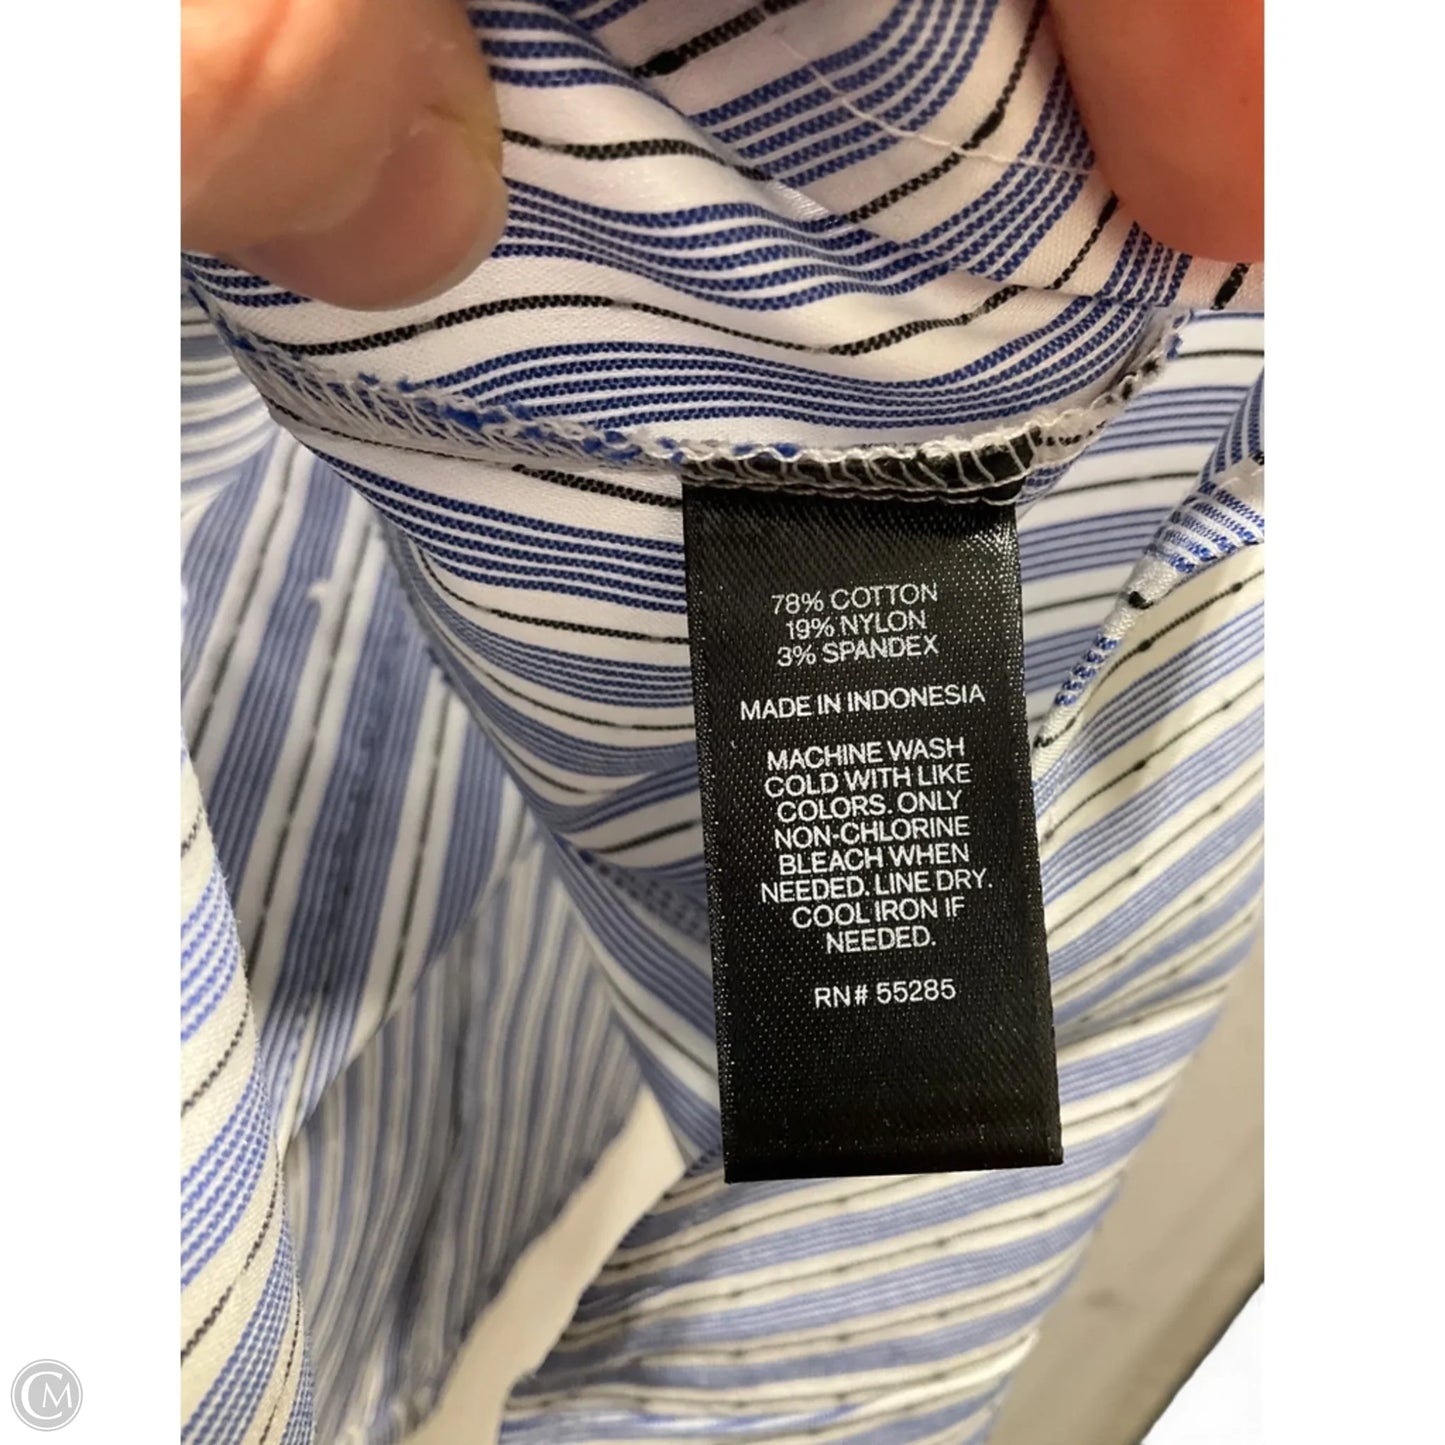 78% COTTON
19% NYLON
3% SPANDEX
MADE IN INDONESIA
MACHINE WASH
COLD WITH LIKE
COLORS. ONLY
NON-CHLORINE
BLEACH WHEN
NEEDED. LINE DRY.
COOL IRON IF
NEEDED.
RN# 55285
CM